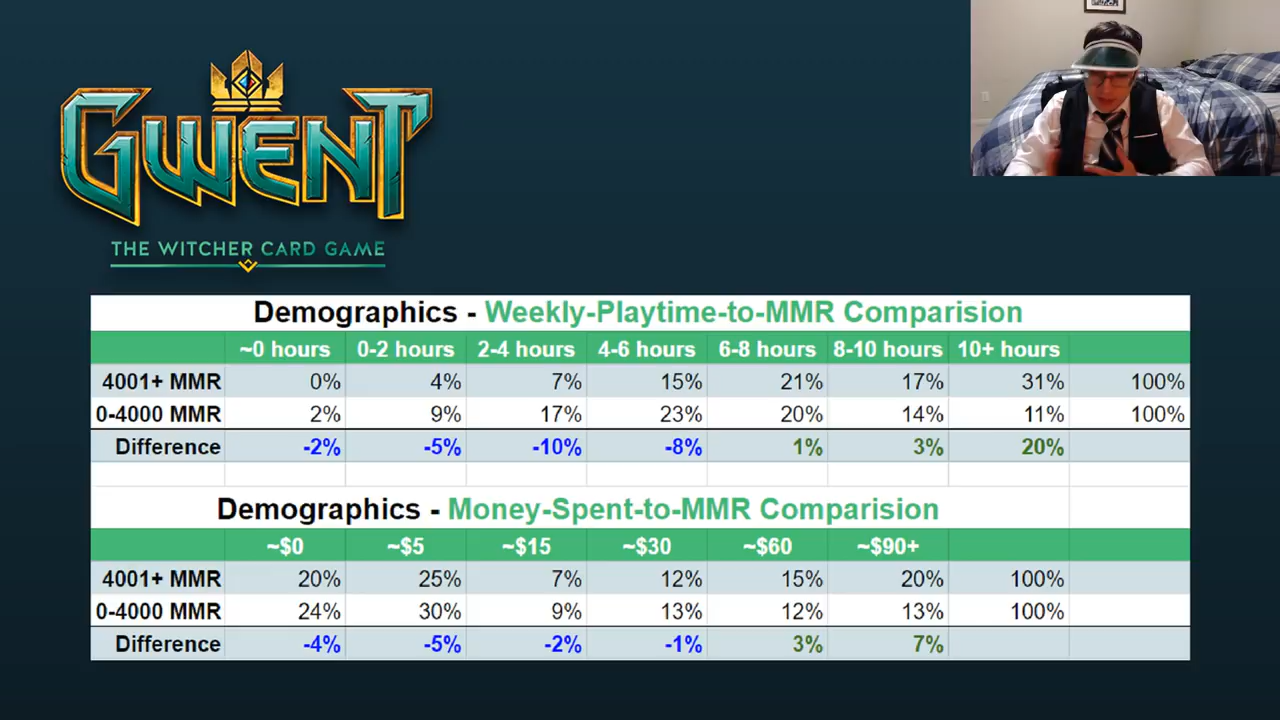 GWENT
THE WITCHER CARD GAME
Demographics - Weekly-Playtime-to-MMR Comparision
~0 hours 0-2 hours 2-4 hours 4-6 hours 6-8 hours 8-10 hours 10+ hours
4001+ MMR 0% 4% 7% 15% 21% 17% 31% 100%
0-4000 MMR 2% 9% 17% 23% 20% 14% 11% 100%
Difference -2% -5% -10% -8% 1% 3% 20%
Demographics - Money-Spent-to-MMR Comparision
~$0 ~$5 ~$15 ~$30 ~$60 ~$90+
4001+ MMR 20% 25% 7% 12% 15% 20% 100%
0-4000 MMR 24% 30% 9% 13% 12% 13% 100%
Difference -4% -5% -2% -1% 3% 7%